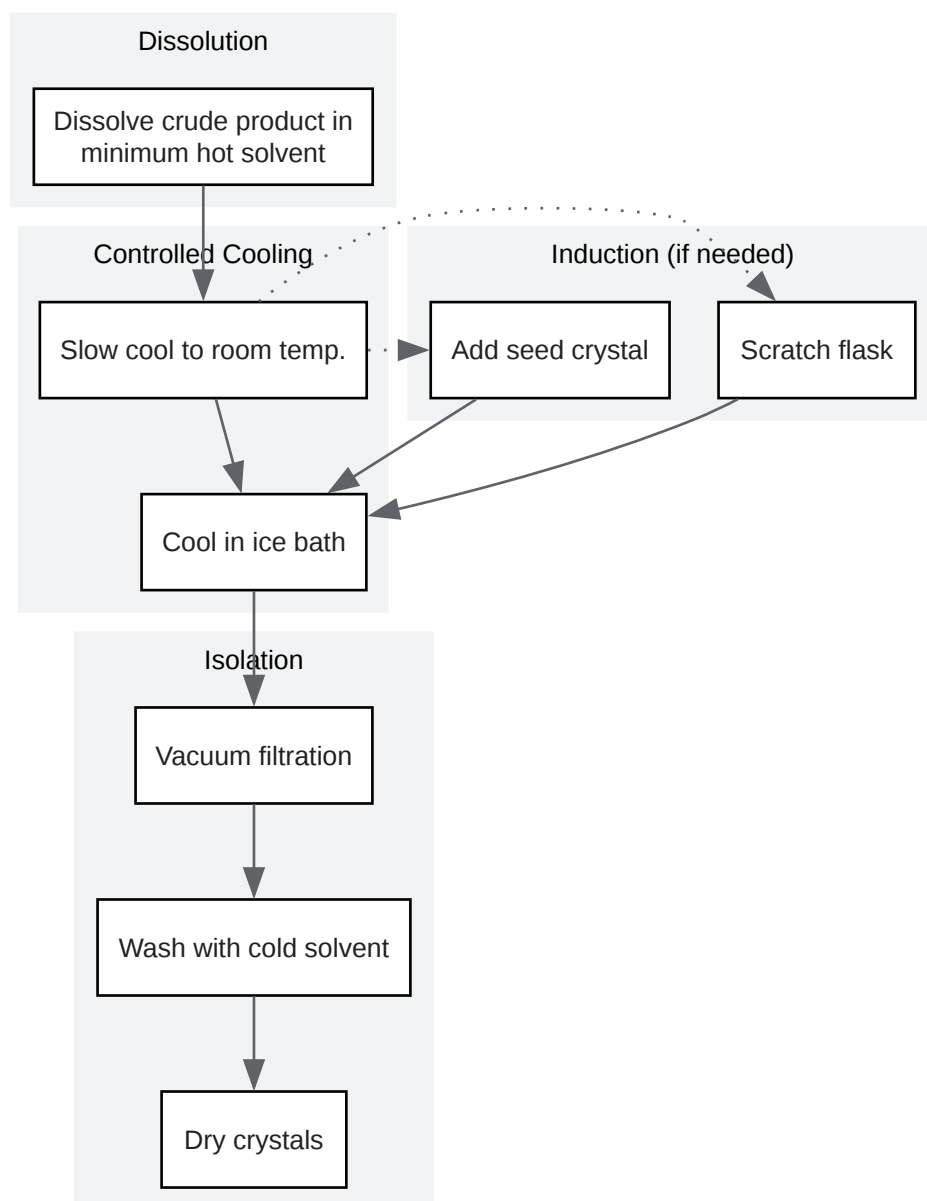 Dissolution
Dissolve crude product in
minimum hot solvent
Controlled Cooling
Induction (if needed)
Slow cool to room temp.
Add seed crystal
Scratch flask
Cool in ice bath
Isolation
Vacuum filtration
Wash with cold solvent
Dry crystals